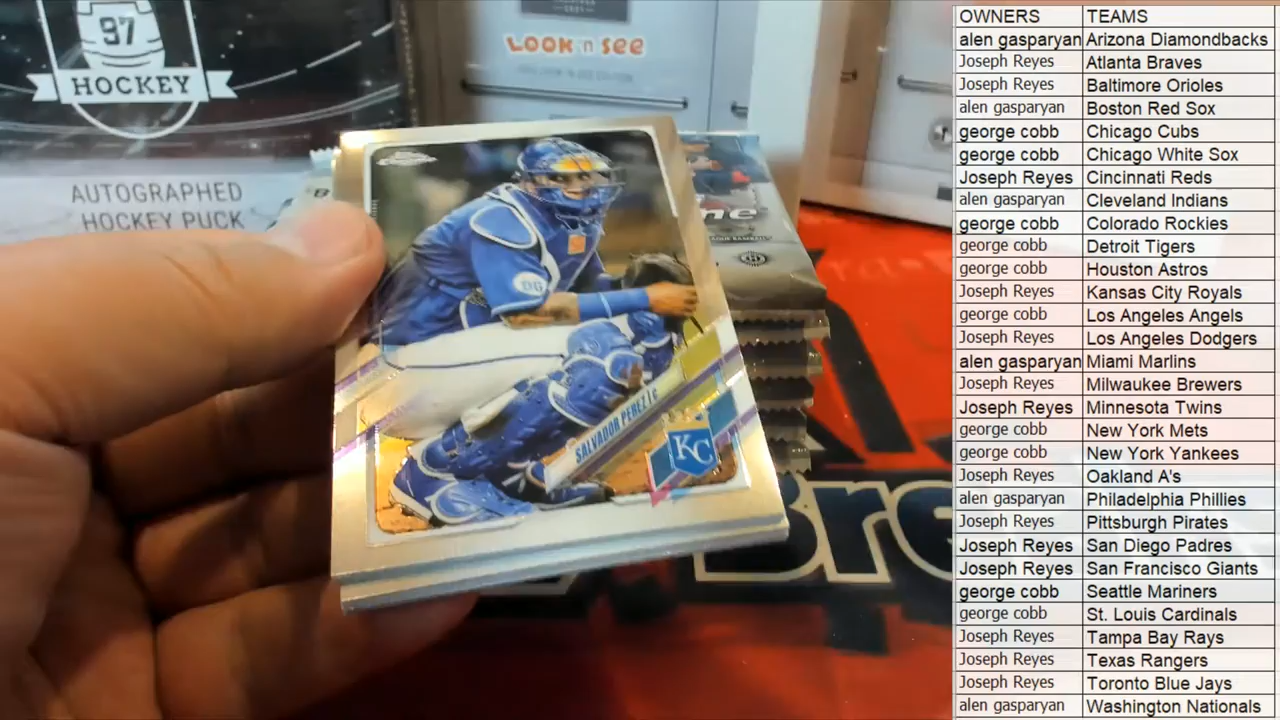 97
HOCKEY
AUTOGRAPHED
HOCKEY PUCK
LOOK 'n SEE
Chrome
DG
SALVADOR PEREZ | C
KC
Bre
OWNERS TEAMS
alen gasparyan Arizona Diamondbacks
Joseph Reyes Atlanta Braves
Joseph Reyes Baltimore Orioles
alen gasparyan Boston Red Sox
george cobb Chicago Cubs
george cobb Chicago White Sox
Joseph Reyes Cincinnati Reds
alen gasparyan Cleveland Indians
george cobb Colorado Rockies
george cobb Detroit Tigers
george cobb Houston Astros
Joseph Reyes Kansas City Royals
george cobb Los Angeles Angels
Joseph Reyes Los Angeles Dodgers
alen gasparyan Miami Marlins
Joseph Reyes Milwaukee Brewers
Joseph Reyes Minnesota Twins
george cobb New York Mets
george cobb New York Yankees
Joseph Reyes Oakland A's
alen gasparyan Philadelphia Phillies
Joseph Reyes Pittsburgh Pirates
Joseph Reyes San Diego Padres
Joseph Reyes San Francisco Giants
george cobb Seattle Mariners
george cobb St. Louis Cardinals
Joseph Reyes Tampa Bay Rays
Joseph Reyes Texas Rangers
Joseph Reyes Toronto Blue Jays
alen gasparyan Washington Nationals